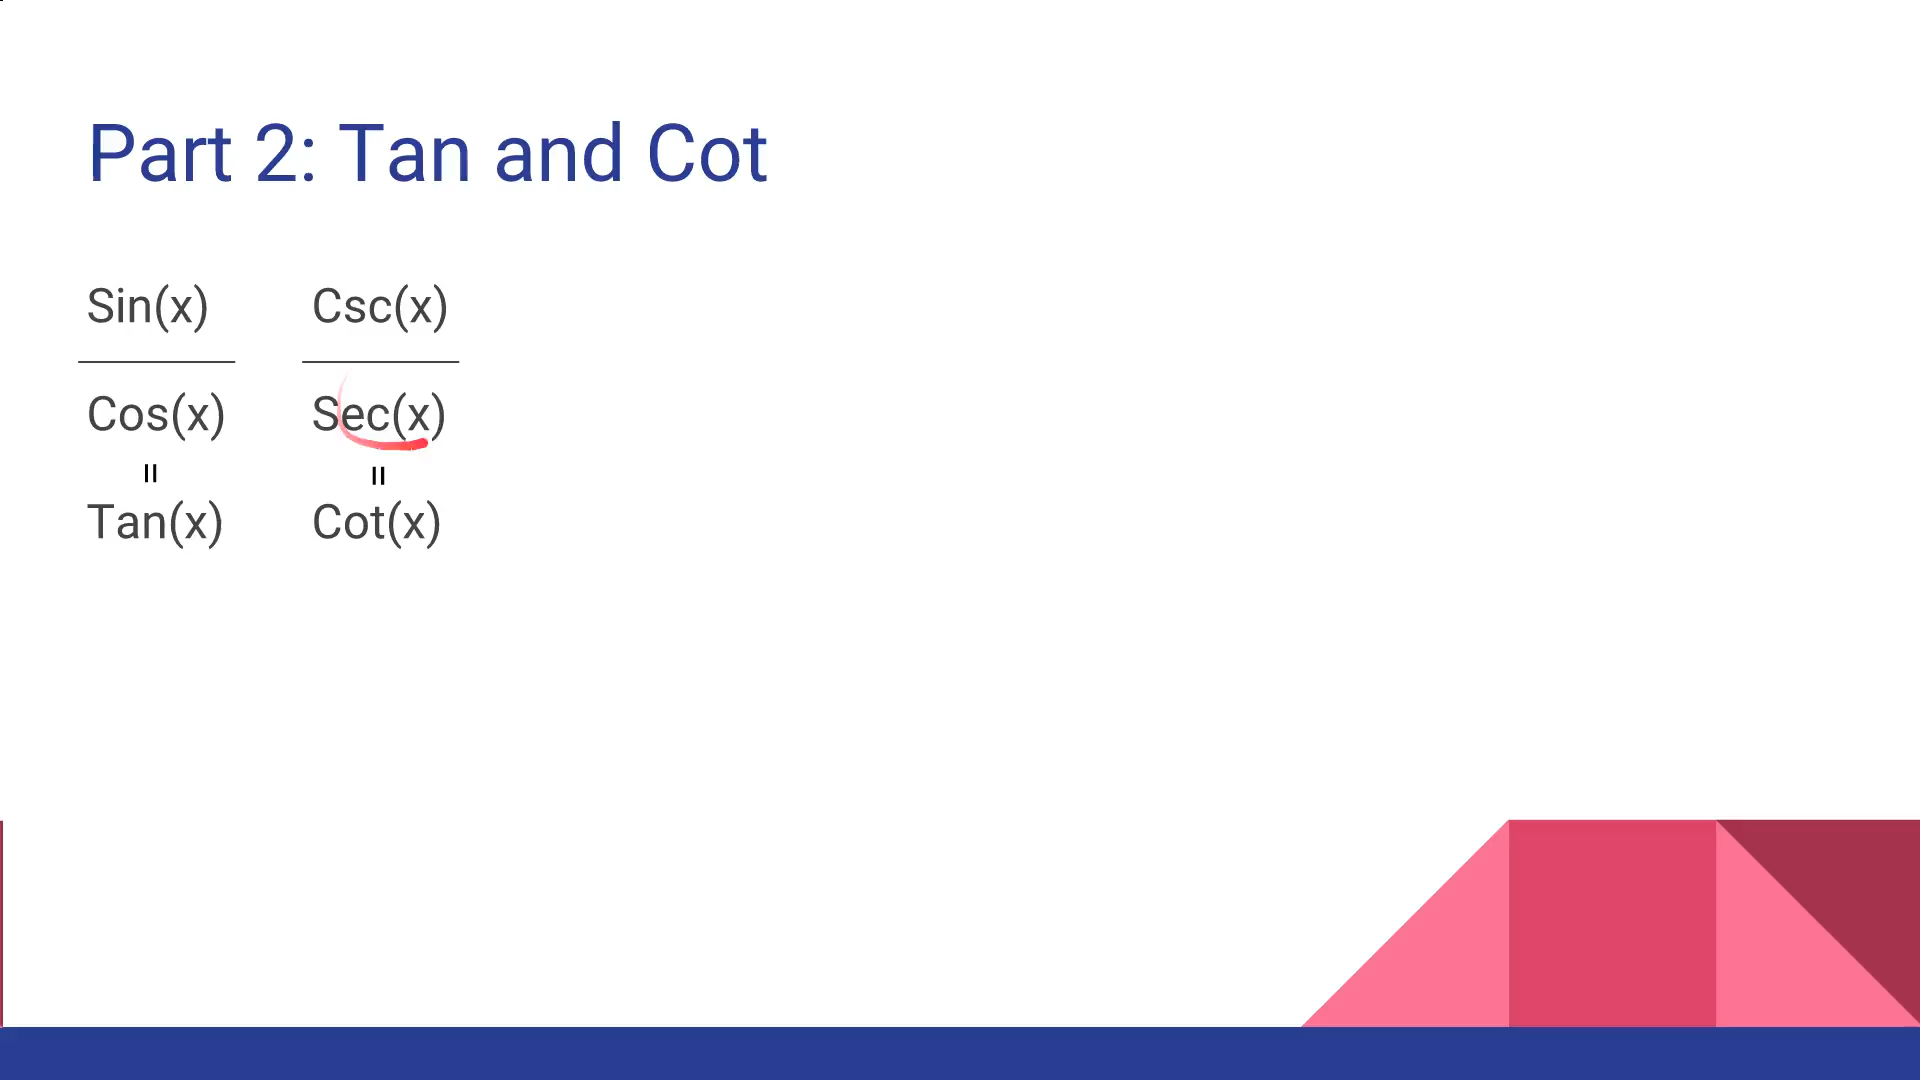 Part 2: Tan and Cot
Sin(x) Csc(x)
Cos(x) Sec(x)
= =
Tan(x) Cot(x)